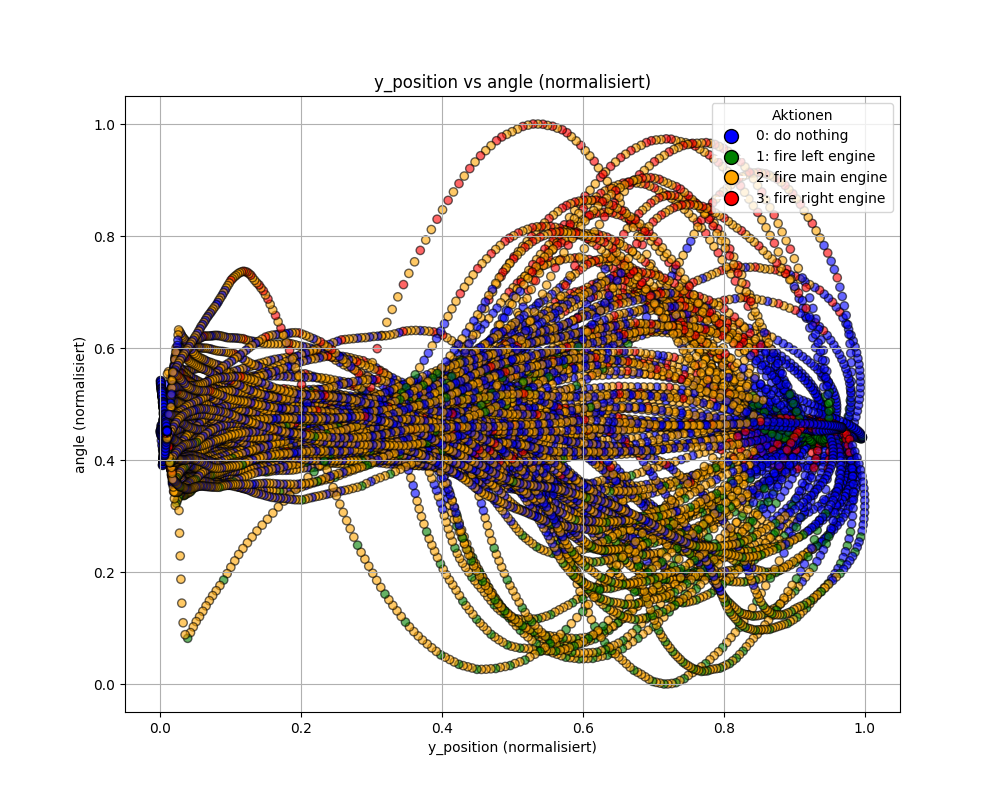 y_position vs angle (normalisiert)
Aktionen
0: do nothing
1: fire left engine
2: fire main engine
3: fire right engine
angle (normalisiert)
1.0
0.8
0.6
0.4
0.2
0.0
0.0 0.2 0.4 0.6 0.8 1.0
y_position (normalisiert)